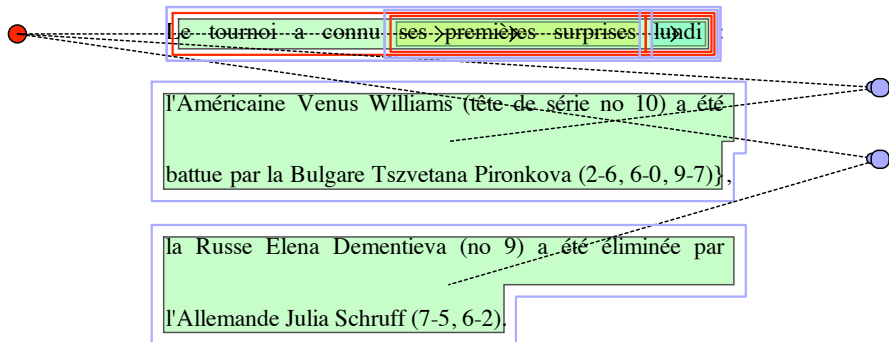 Le tournoi a connu ses premières surprises lundi :
l'Américaine Venus Williams (tête de série no 10) a été
battue par la Bulgare Tszvetana Pironkova (2-6, 6-0, 9-7)},
la Russe Elena Dementieva (no 9) a été éliminée par
l'Allemande Julia Schruff (7-5, 6-2).